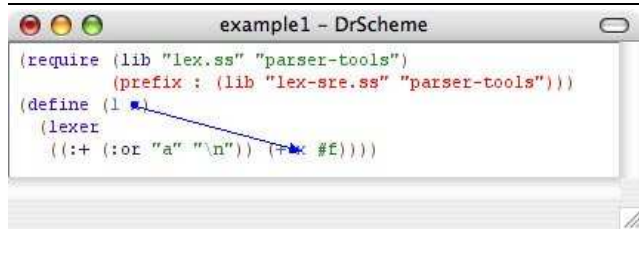 example1 - DrScheme
(require (lib "lex.ss" "parser-tools")
(prefix : (lib "lex-sre.ss" "parser-tools")))
(define (l
(lexer
((:+ (:or "a" "\n")) (+ x #f))))